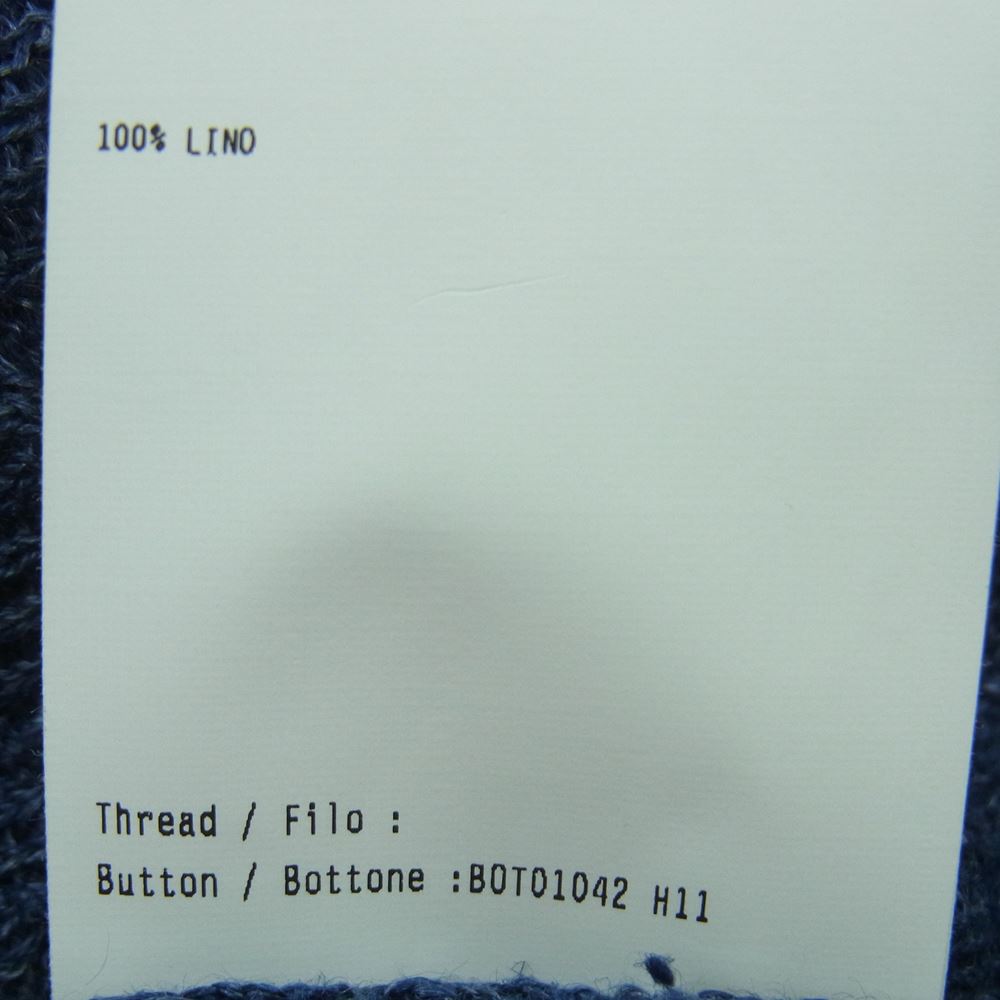 100% LINO
Thread / Filo :
Button / Bottone :BOT01042 H11